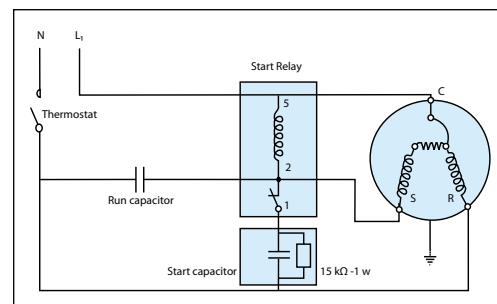 N
L₁
Start Relay
C
5
Thermostat
2
Run capacitor
1
S
R
Start capacitor
15 kΩ -1 w